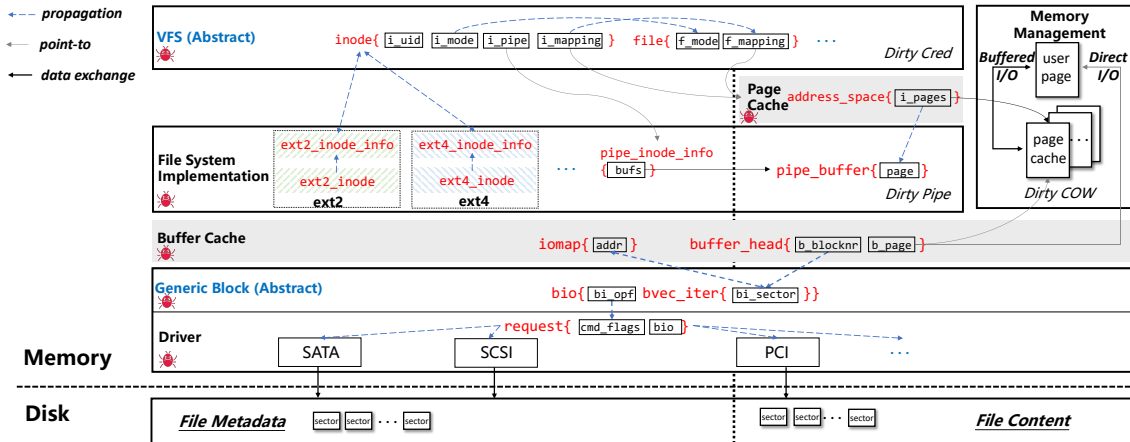 propagation
point-to
data exchange
VFS (Abstract)
inode{ i_uid i_mode i_pipe i_mapping } file{ f_mode f_mapping } ...
Dirty Cred
Memory
Management
Buffered
I/O
user
page
Direct
I/O
page
cache
Dirty COW
Page
Cache
address_space{ i_pages }
File System
Implementation
ext2_inode_info
ext2_inode
ext2
ext4_inode_info
ext4_inode
ext4
...
pipe_inode_info
{ bufs }
pipe_buffer{ page }
Dirty Pipe
Buffer Cache
iomap{ addr } buffer_head{ b_blocknr b_page }
Generic Block (Abstract)
bio{ bi_opf bvec_iter{ bi_sector }}
Driver
request{ cmd_flags bio }
SATA
SCSI
PCI
...
Memory
Disk
File Metadata
sector sector ... sector
sector sector ... sector
File Content